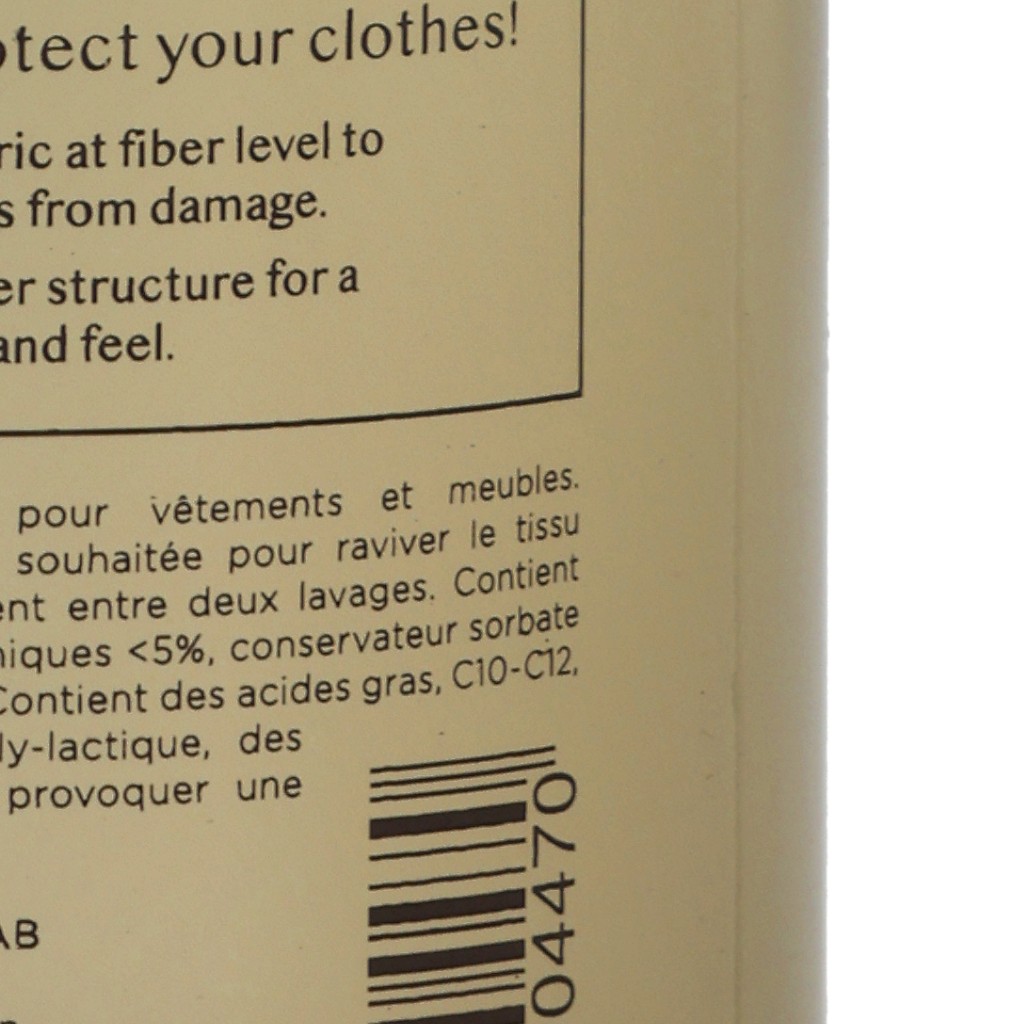 otect your clothes!
ric at fiber level to
s from damage.
er structure for a
and feel.
pour vêtements et meubles.
souhaitée pour raviver le tissu
ent entre deux lavages. Contient
niques <5%, conservateur sorbate
Contient des acides gras, C10-C12,
ly-lactique, des
provoquer une
AB
04470